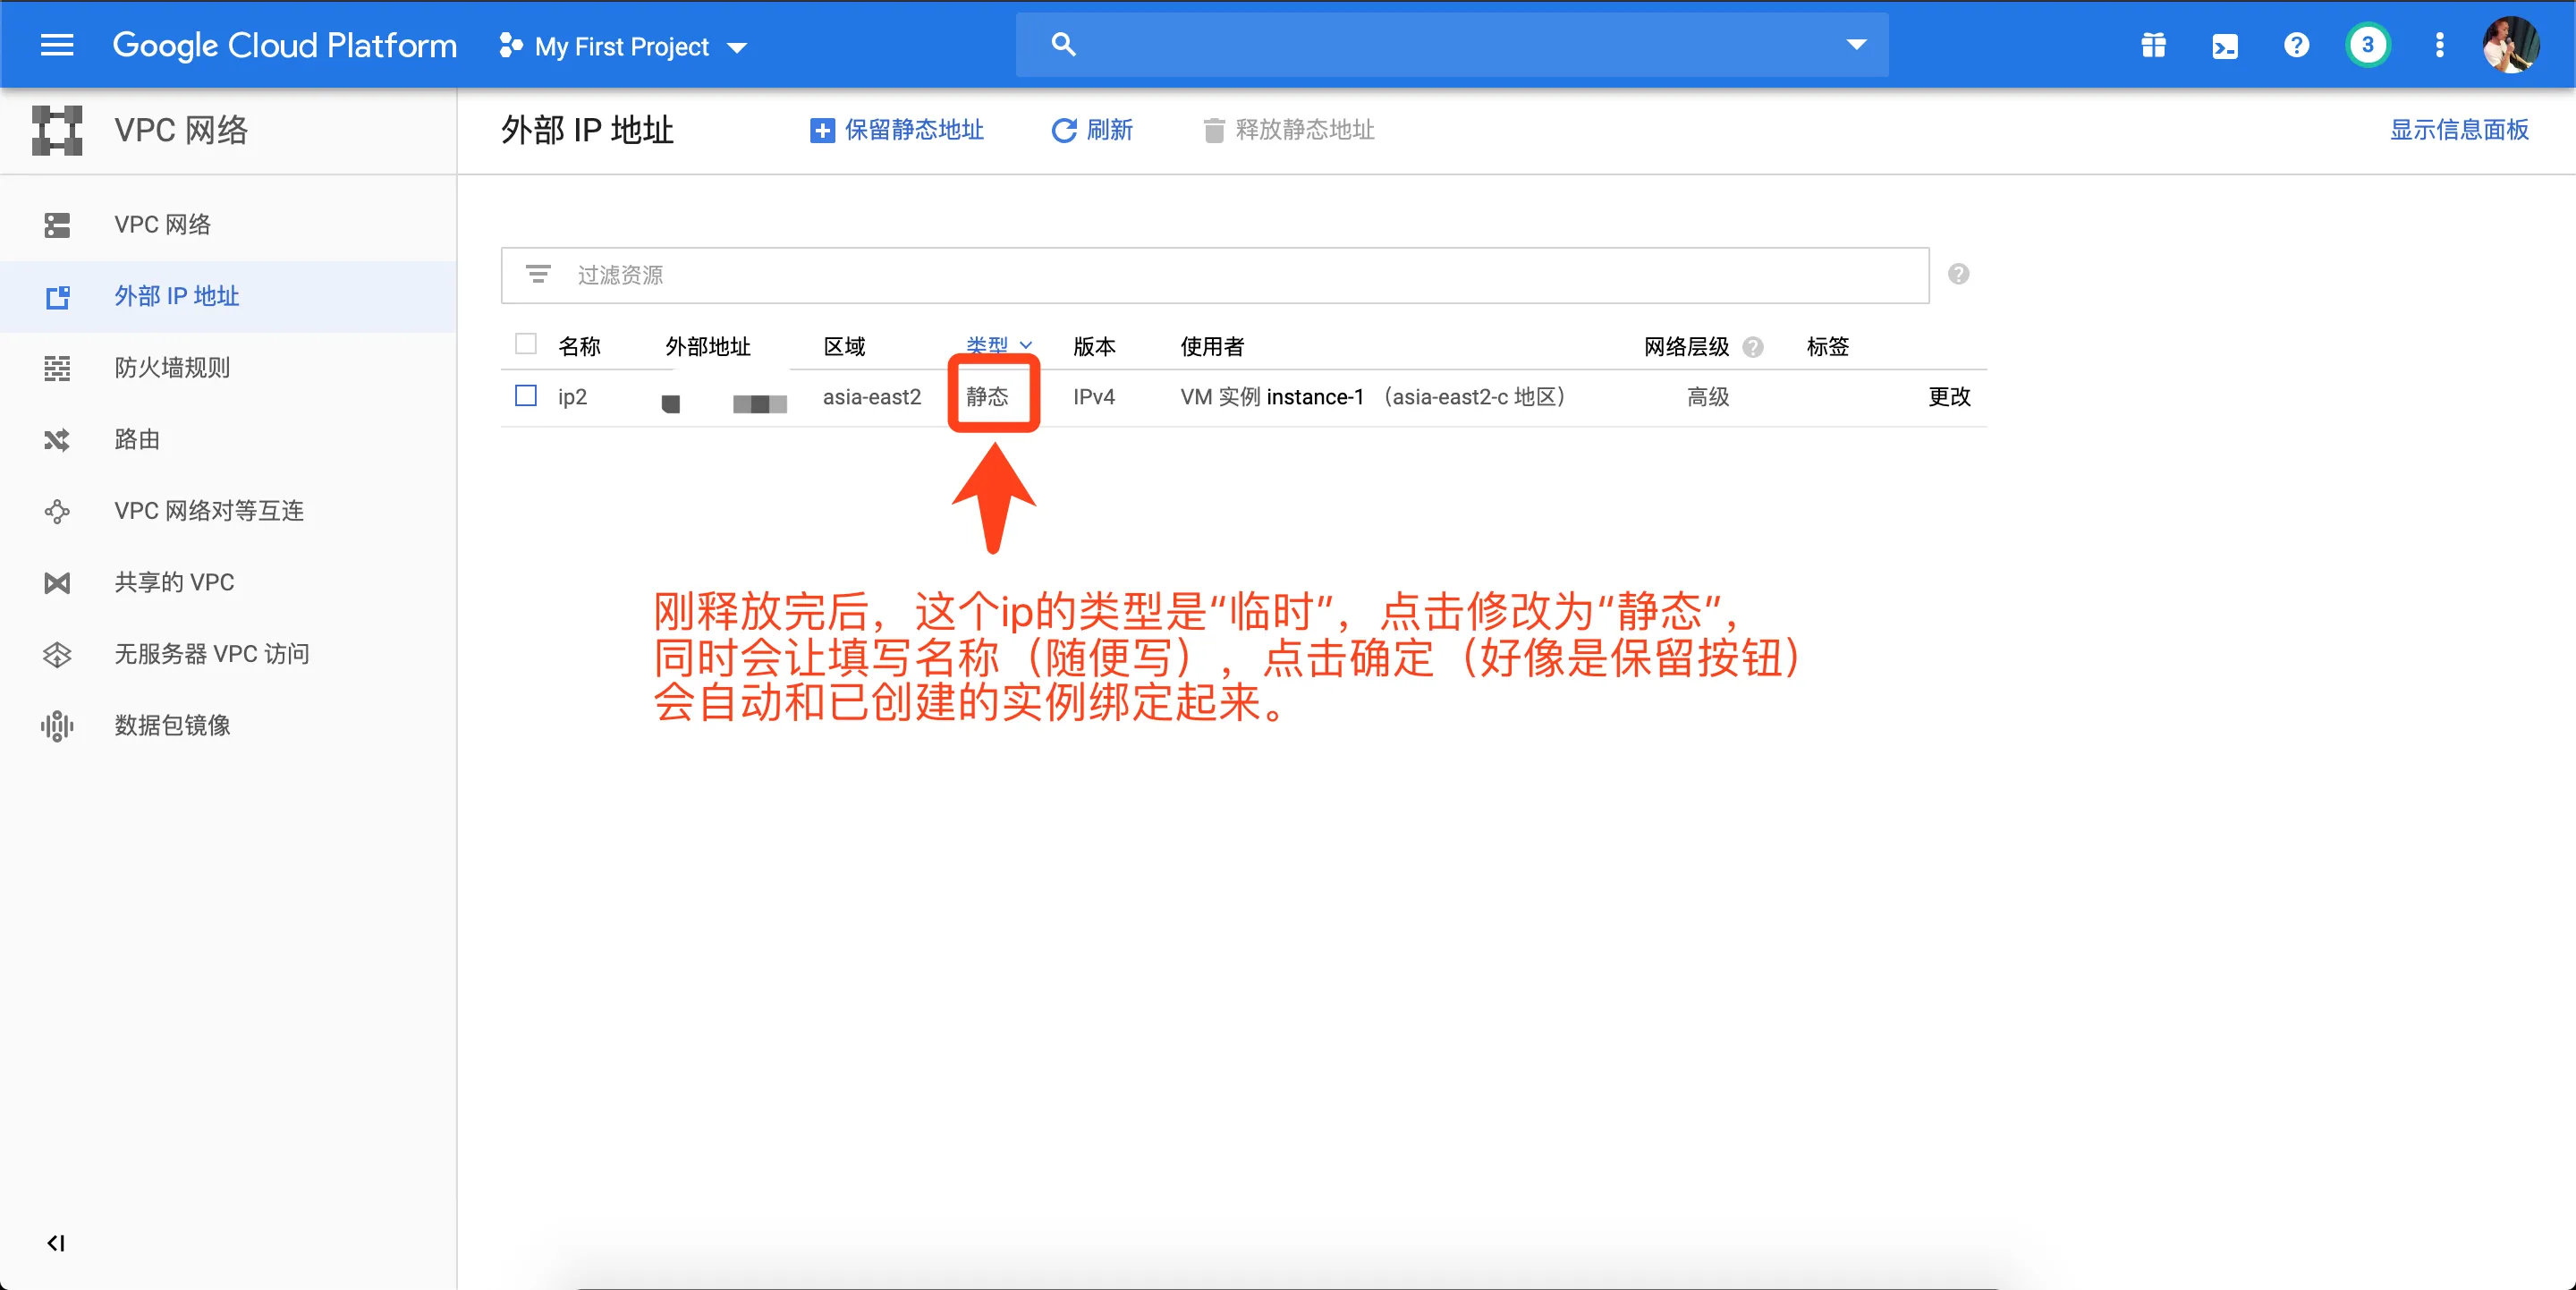 Google Cloud Platform
My First Project
3
VPC 网络
外部 IP 地址
保留静态地址
刷新
释放静态地址
显示信息面板
VPC 网络
外部 IP 地址
防火墙规则
路由
VPC 网络对等互连
共享的 VPC
无服务器 VPC 访问
数据包镜像
过滤资源
名称 外部地址 区域 类型 版本 使用者 网络层级 标签
ip2 asia-east2 静态 IPv4 VM 实例 instance-1 （asia-east2-c 地区） 高级 更改
刚释放完后，这个ip的类型是“临时”，点击修改为“静态”，
同时会让填写名称（随便写），点击确定（好像是保留按钮）
会自动和已创建的实例绑定起来。